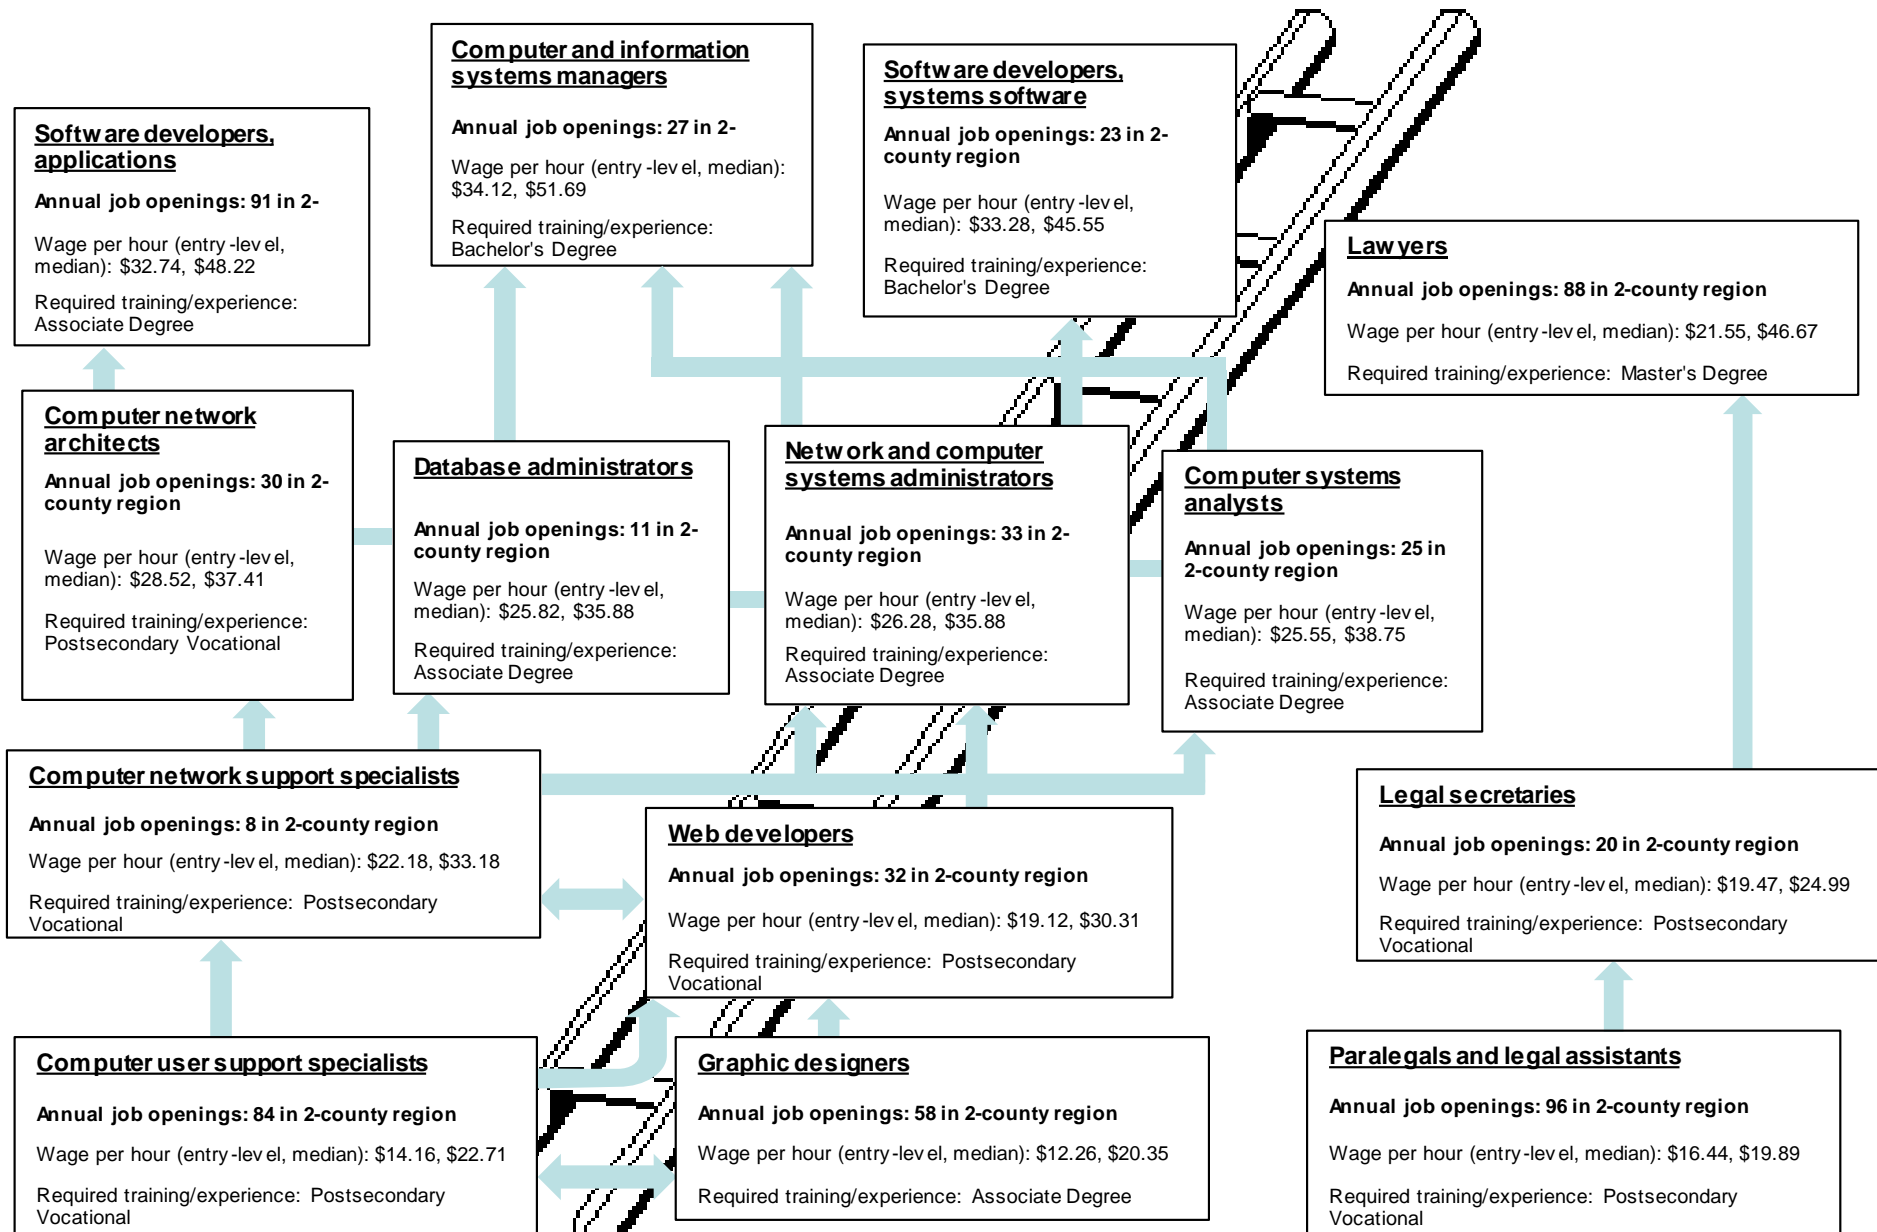 Computer and information
systems managers
Annual job openings: 27 in 2-
Wage per hour (entry-level, median):
$34.12, $51.69
Required training/experience:
Bachelor's Degree
Software developers,
systems software
Annual job openings: 23 in 2-
county region
Wage per hour (entry-level,
median): $33.28, $45.55
Required training/experience:
Bachelor's Degree
Software developers,
applications
Annual job openings: 91 in 2-
Wage per hour (entry-level,
median): $32.74, $48.22
Required training/experience:
Associate Degree
Lawyers
Annual job openings: 88 in 2-county region
Wage per hour (entry-level, median): $21.55, $46.67
Required training/experience: Master's Degree
Computer network
architects
Annual job openings: 30 in 2-
county region
Wage per hour (entry-level,
median): $28.52, $37.41
Required training/experience:
Postsecondary Vocational
Database administrators
Annual job openings: 11 in 2-
county region
Wage per hour (entry-level,
median): $25.82, $35.88
Required training/experience:
Associate Degree
Network and computer
systems administrators
Annual job openings: 33 in 2-
county region
Wage per hour (entry-level,
median): $26.28, $35.88
Required training/experience:
Associate Degree
Computer systems
analysts
Annual job openings: 25 in
2-county region
Wage per hour (entry-level,
median): $25.55, $38.75
Required training/experience:
Associate Degree
Computer network support specialists
Annual job openings: 8 in 2-county region
Wage per hour (entry-level, median): $22.18, $33.18
Required training/experience: Postsecondary
Vocational
Web developers
Annual job openings: 32 in 2-county region
Wage per hour (entry-level, median): $19.12, $30.31
Required training/experience: Postsecondary
Vocational
Legal secretaries
Annual job openings: 20 in 2-county region
Wage per hour (entry-level, median): $19.47, $24.99
Required training/experience: Postsecondary
Vocational
Computer user support specialists
Annual job openings: 84 in 2-county region
Wage per hour (entry-level, median): $14.16, $22.71
Required training/experience: Postsecondary
Vocational
Graphic designers
Annual job openings: 58 in 2-county region
Wage per hour (entry-level, median): $12.26, $20.35
Required training/experience: Associate Degree
Paralegals and legal assistants
Annual job openings: 96 in 2-county region
Wage per hour (entry-level, median): $16.44, $19.89
Required training/experience: Postsecondary
Vocational